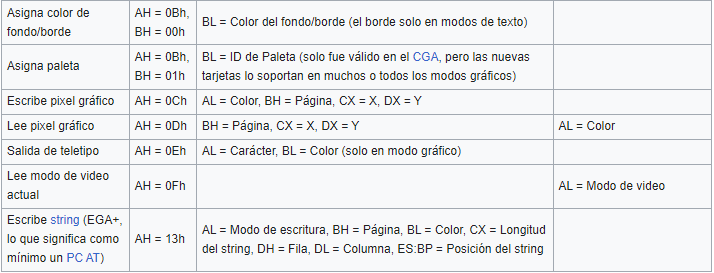 Asigna color de fondo/borde	AH = 0Bh, BH = 00h	BL = Color del fondo/borde (el borde solo en modos de texto)
Asigna paleta	AH = 0Bh, BH = 01h	BL = ID de Paleta (solo fue válido en el CGA, pero las nuevas tarjetas lo soportan en muchos o todos los modos gráficos)
Escribe pixel gráfico	AH = 0Ch	AL = Color, BH = Página, CX = X, DX = Y
Lee pixel gráfico	AH = 0Dh	BH = Página, CX = X, DX = Y	AL = Color
Salida de teletipo	AH = 0Eh	AL = Carácter, BL = Color (solo en modo gráfico)
Lee modo de video actual	AH = 0Fh		AL = Modo de video
Escribe string (EGA+, lo que significa como mínimo un PC AT)	AH = 13h	AL = Modo de escritura, BH = Página, BL = Color, CX = Longitud del string, DH = Fila, DL = Columna, ES:BP = Posición del string